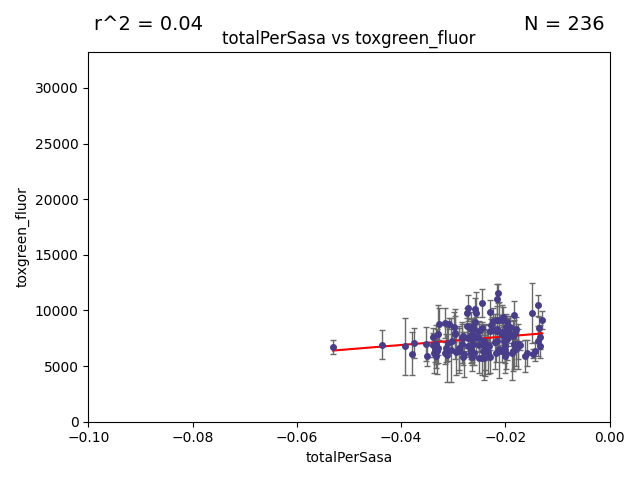 r^2 = 0.04
N = 236
totalPerSasa vs toxgreen_fluor
30000
25000
20000
15000
10000
5000
0
toxgreen_fluor
−0.10
−0.08
−0.06
−0.04
−0.02
0.00
totalPerSasa